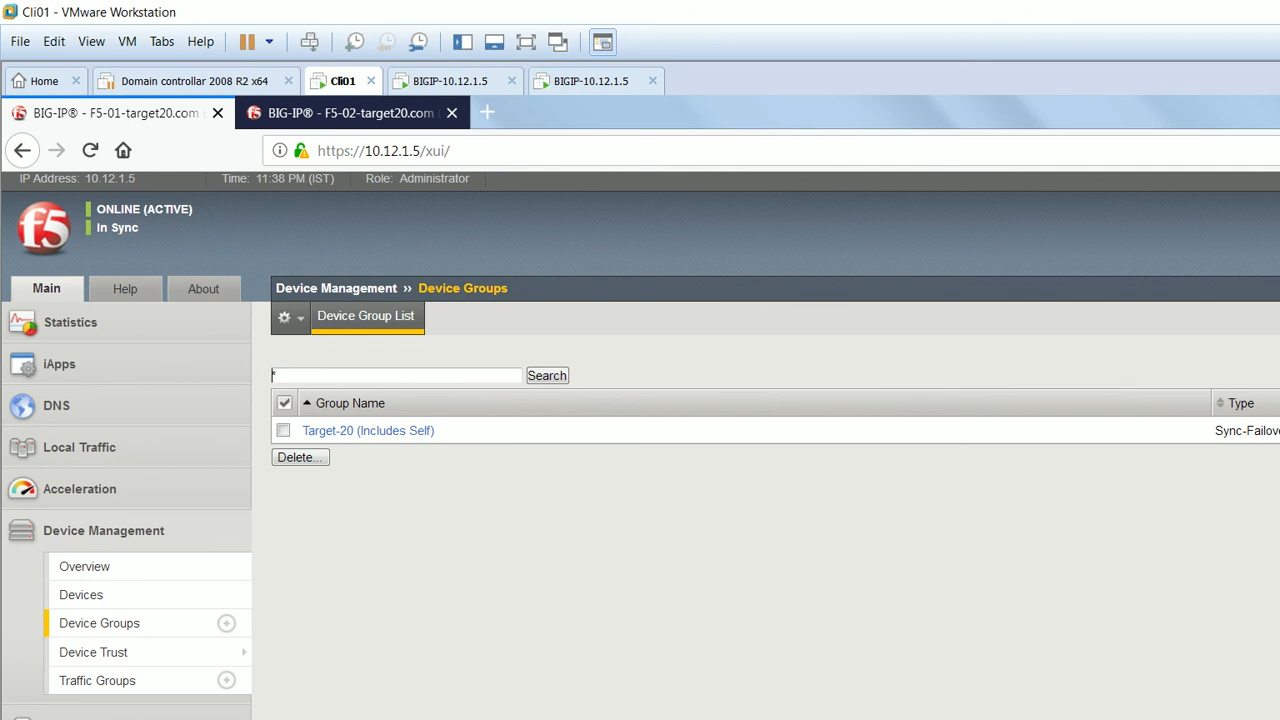 Cli01 - VMware Workstation
File Edit View VM Tabs Help
Home Domain controllar 2008 R2 x64 Cli01 BIGIP-10.12.1.5 BIGIP-10.12.1.5
BIG-IP® - F5-01-target20.com BIG-IP® - F5-02-target20.com
https://10.12.1.5/xui/
IP Address: 10.12.1.5 Time: 11:38 PM (IST) Role: Administrator
f5
ONLINE (ACTIVE)
In Sync
Main Help About
Device Management ›› Device Groups
Device Group List
Statistics
iApps
DNS
Local Traffic
Acceleration
Device Management
Overview
Devices
Device Groups
Device Trust
Traffic Groups
* Search
Group Name Type
Target-20 (Includes Self) Sync-Failove
Delete...